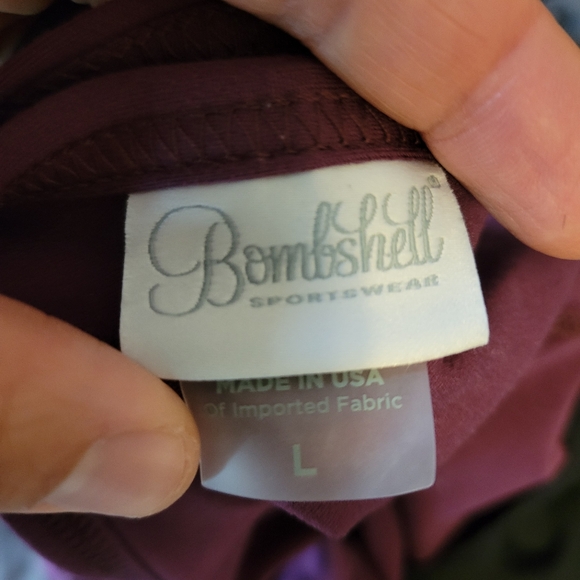 Bombshell®
SPORTSWEAR
MADE IN USA
Of Imported Fabric
L